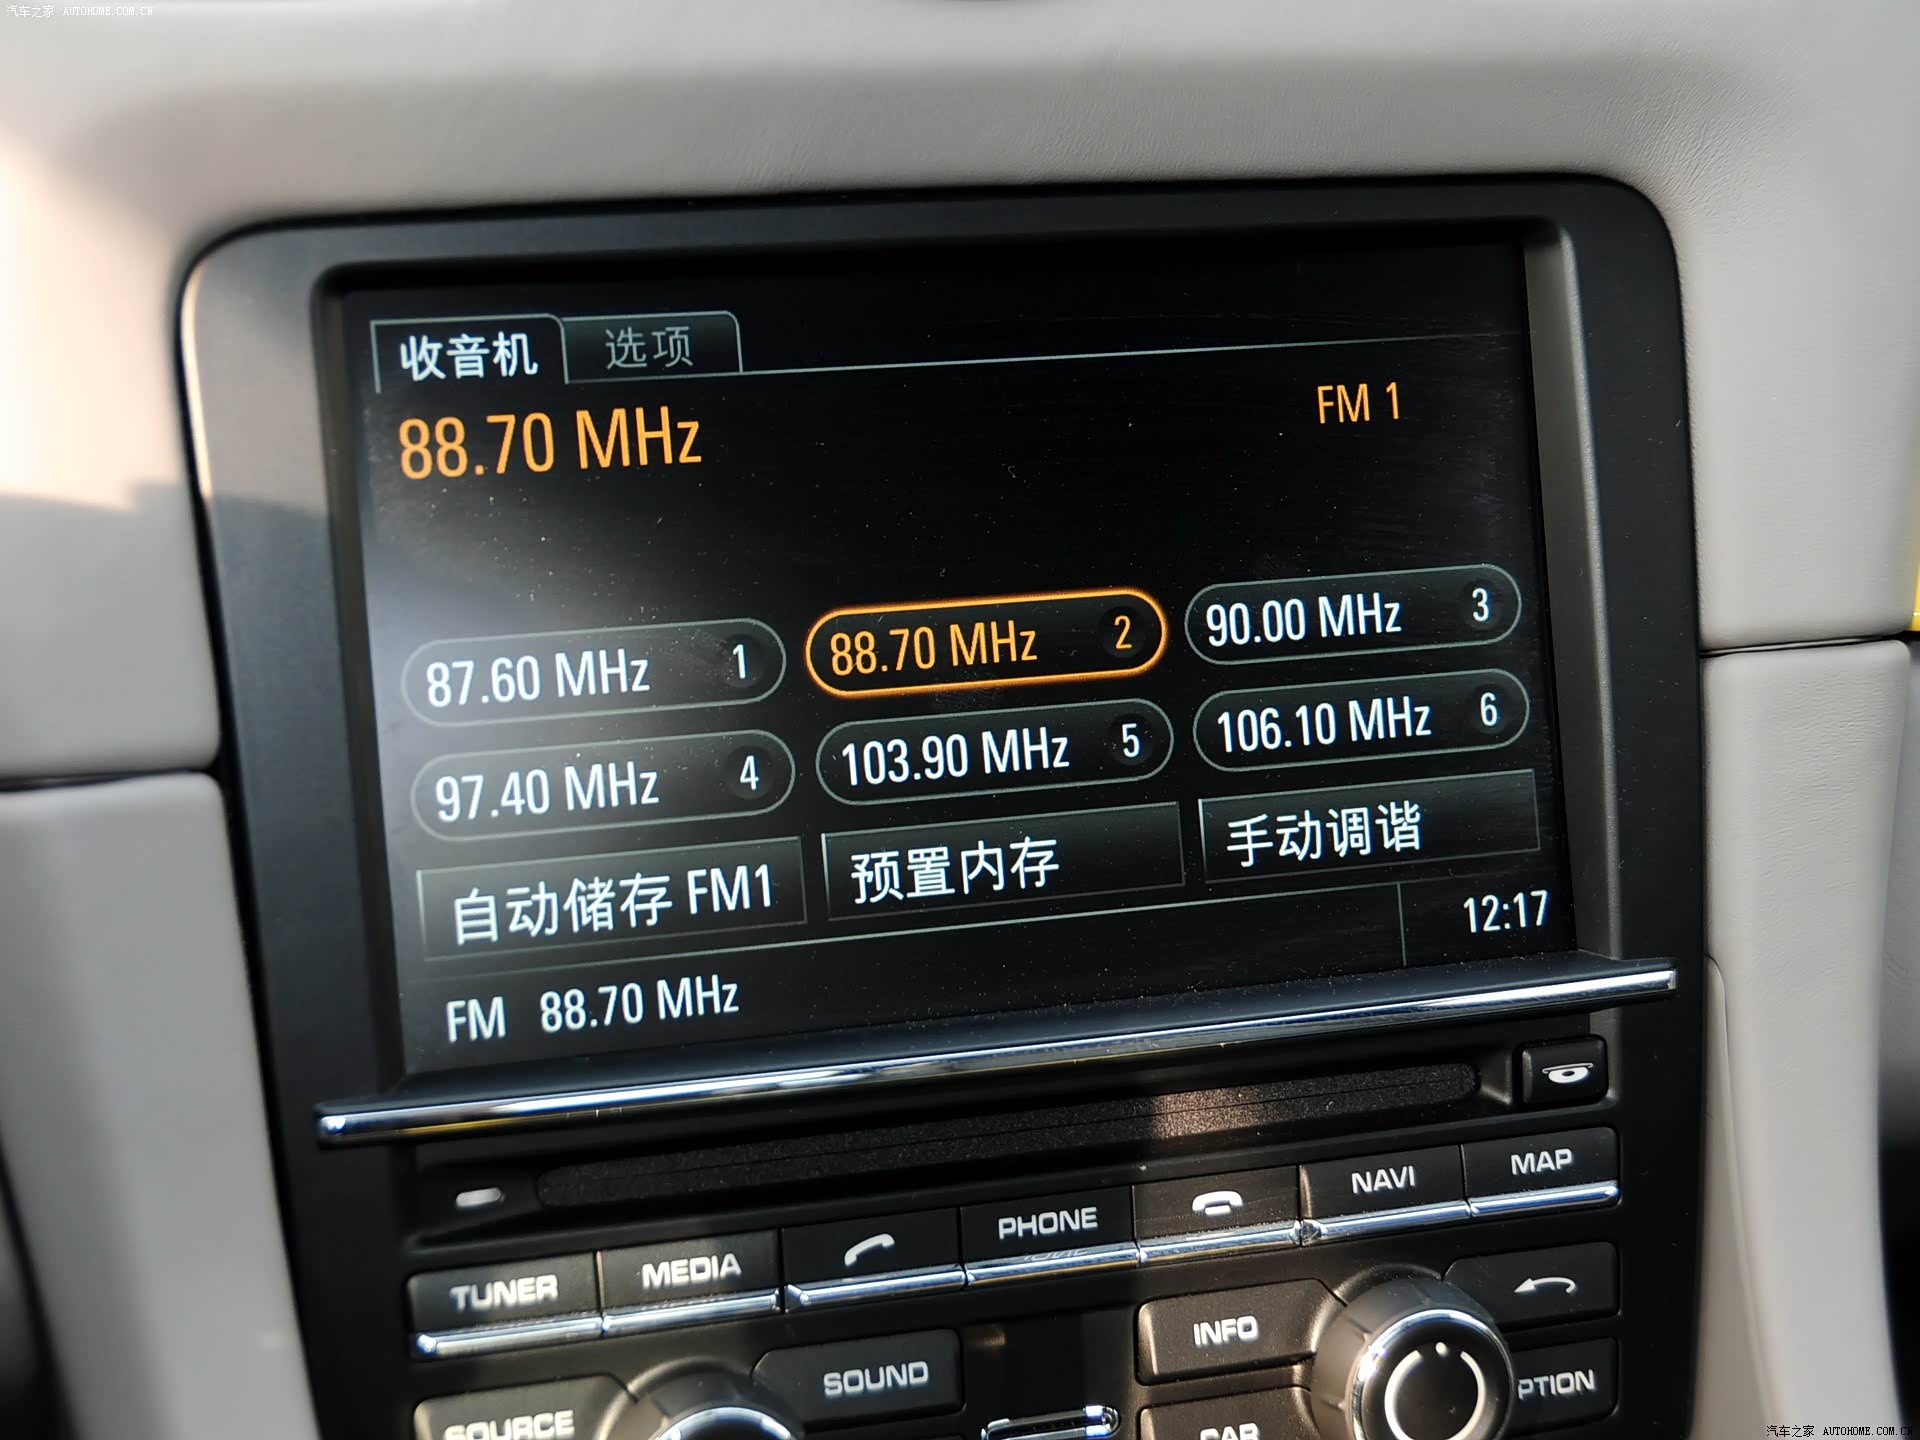 汽车之家 AUTOHOME.COM.CN
收音机 选项
88.70 MHz FM 1
87.60 MHz 1 88.70 MHz 2 90.00 MHz 3
97.40 MHz 4 103.90 MHz 5 106.10 MHz 6
自动储存 FM1 预置内存 手动调谐
12:17
FM 88.70 MHz
TUNER MEDIA PHONE NAVI MAP
INFO
SOUND PTION
SOURCE CAR
汽车之家 AUTOHOME.COM.CN